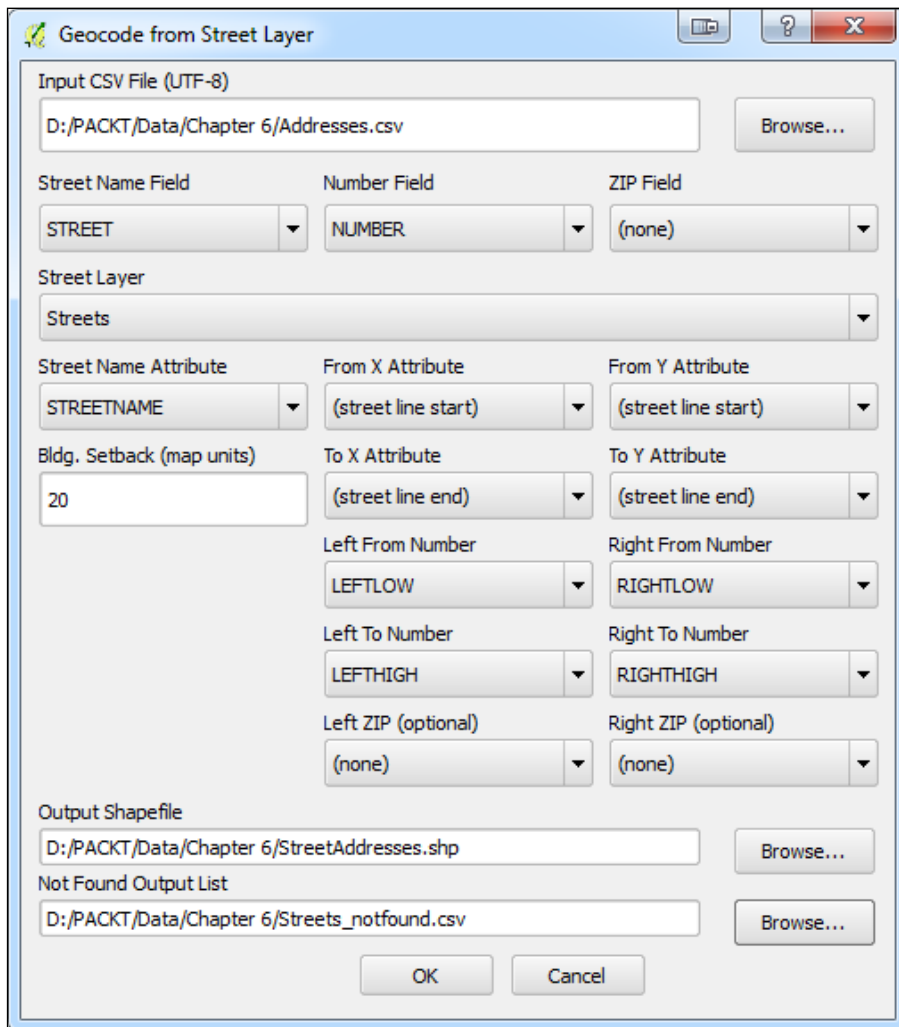 Geocode from Street Layer
Input CSV File (UTF-8)
D:/PACKT/Data/Chapter 6/Addresses.csv
Browse...
Street Name Field
Number Field
ZIP Field
STREET
NUMBER
(none)
Street Layer
Streets
Street Name Attribute
From X Attribute
From Y Attribute
STREETNAME
(street line start)
(street line start)
Bldg. Setback (map units)
To X Attribute
To Y Attribute
20
(street line end)
(street line end)
Left From Number
Right From Number
LEFTLOW
RIGHTLOW
Left To Number
Right To Number
LEFTHIGH
RIGHTHIGH
Left ZIP (optional)
Right ZIP (optional)
(none)
(none)
Output Shapefile
D:/PACKT/Data/Chapter 6/StreetAddresses.shp
Browse...
Not Found Output List
D:/PACKT/Data/Chapter 6/Streets_notfound.csv
Browse...
OK
Cancel